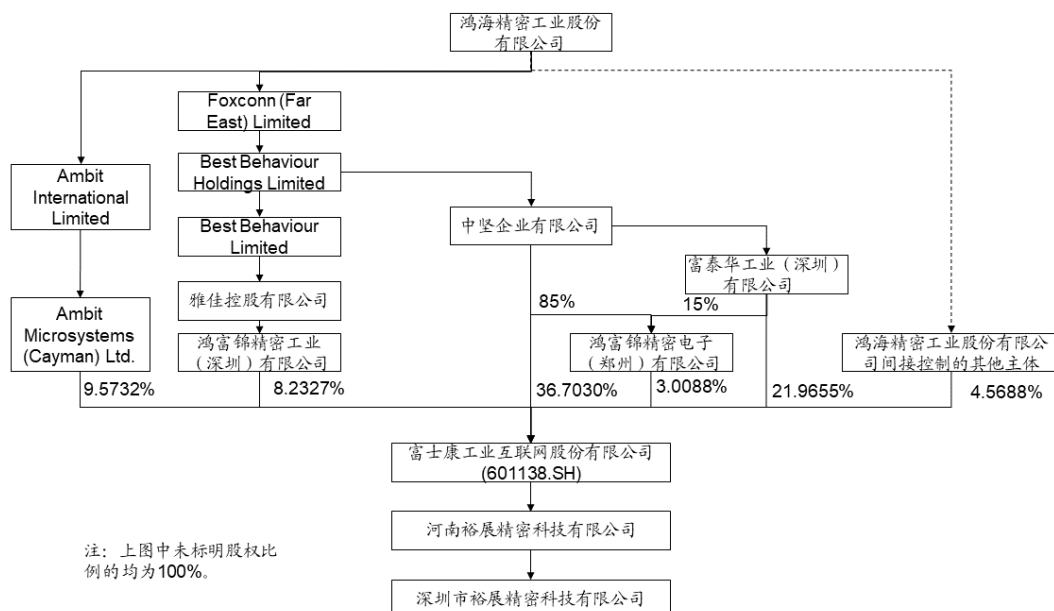 鸿海精密工业股份
有限公司
Foxconn (Far
East) Limited
Best Behaviour
Holdings Limited
Ambit
International
Limited
中坚企业有限公司
Best Behaviour
Limited
富泰华工业（深圳）
有限公司
雅佳控股有限公司
85%
15%
Ambit
Microsystems
(Cayman) Ltd.
鸿富锦精密工业
（深圳）有限公司
鸿富锦精密电子
（郑州）有限公司
鸿海精密工业股份有限公
司间接控制的其他主体
9.5732%
8.2327%
36.7030%
3.0088%
21.9655%
4.5688%
富士康工业互联网股份有限公司
(601138.SH)
河南裕展精密科技有限公司
注：上图中未标明股权比
例的均为100%。
深圳市裕展精密科技有限公司